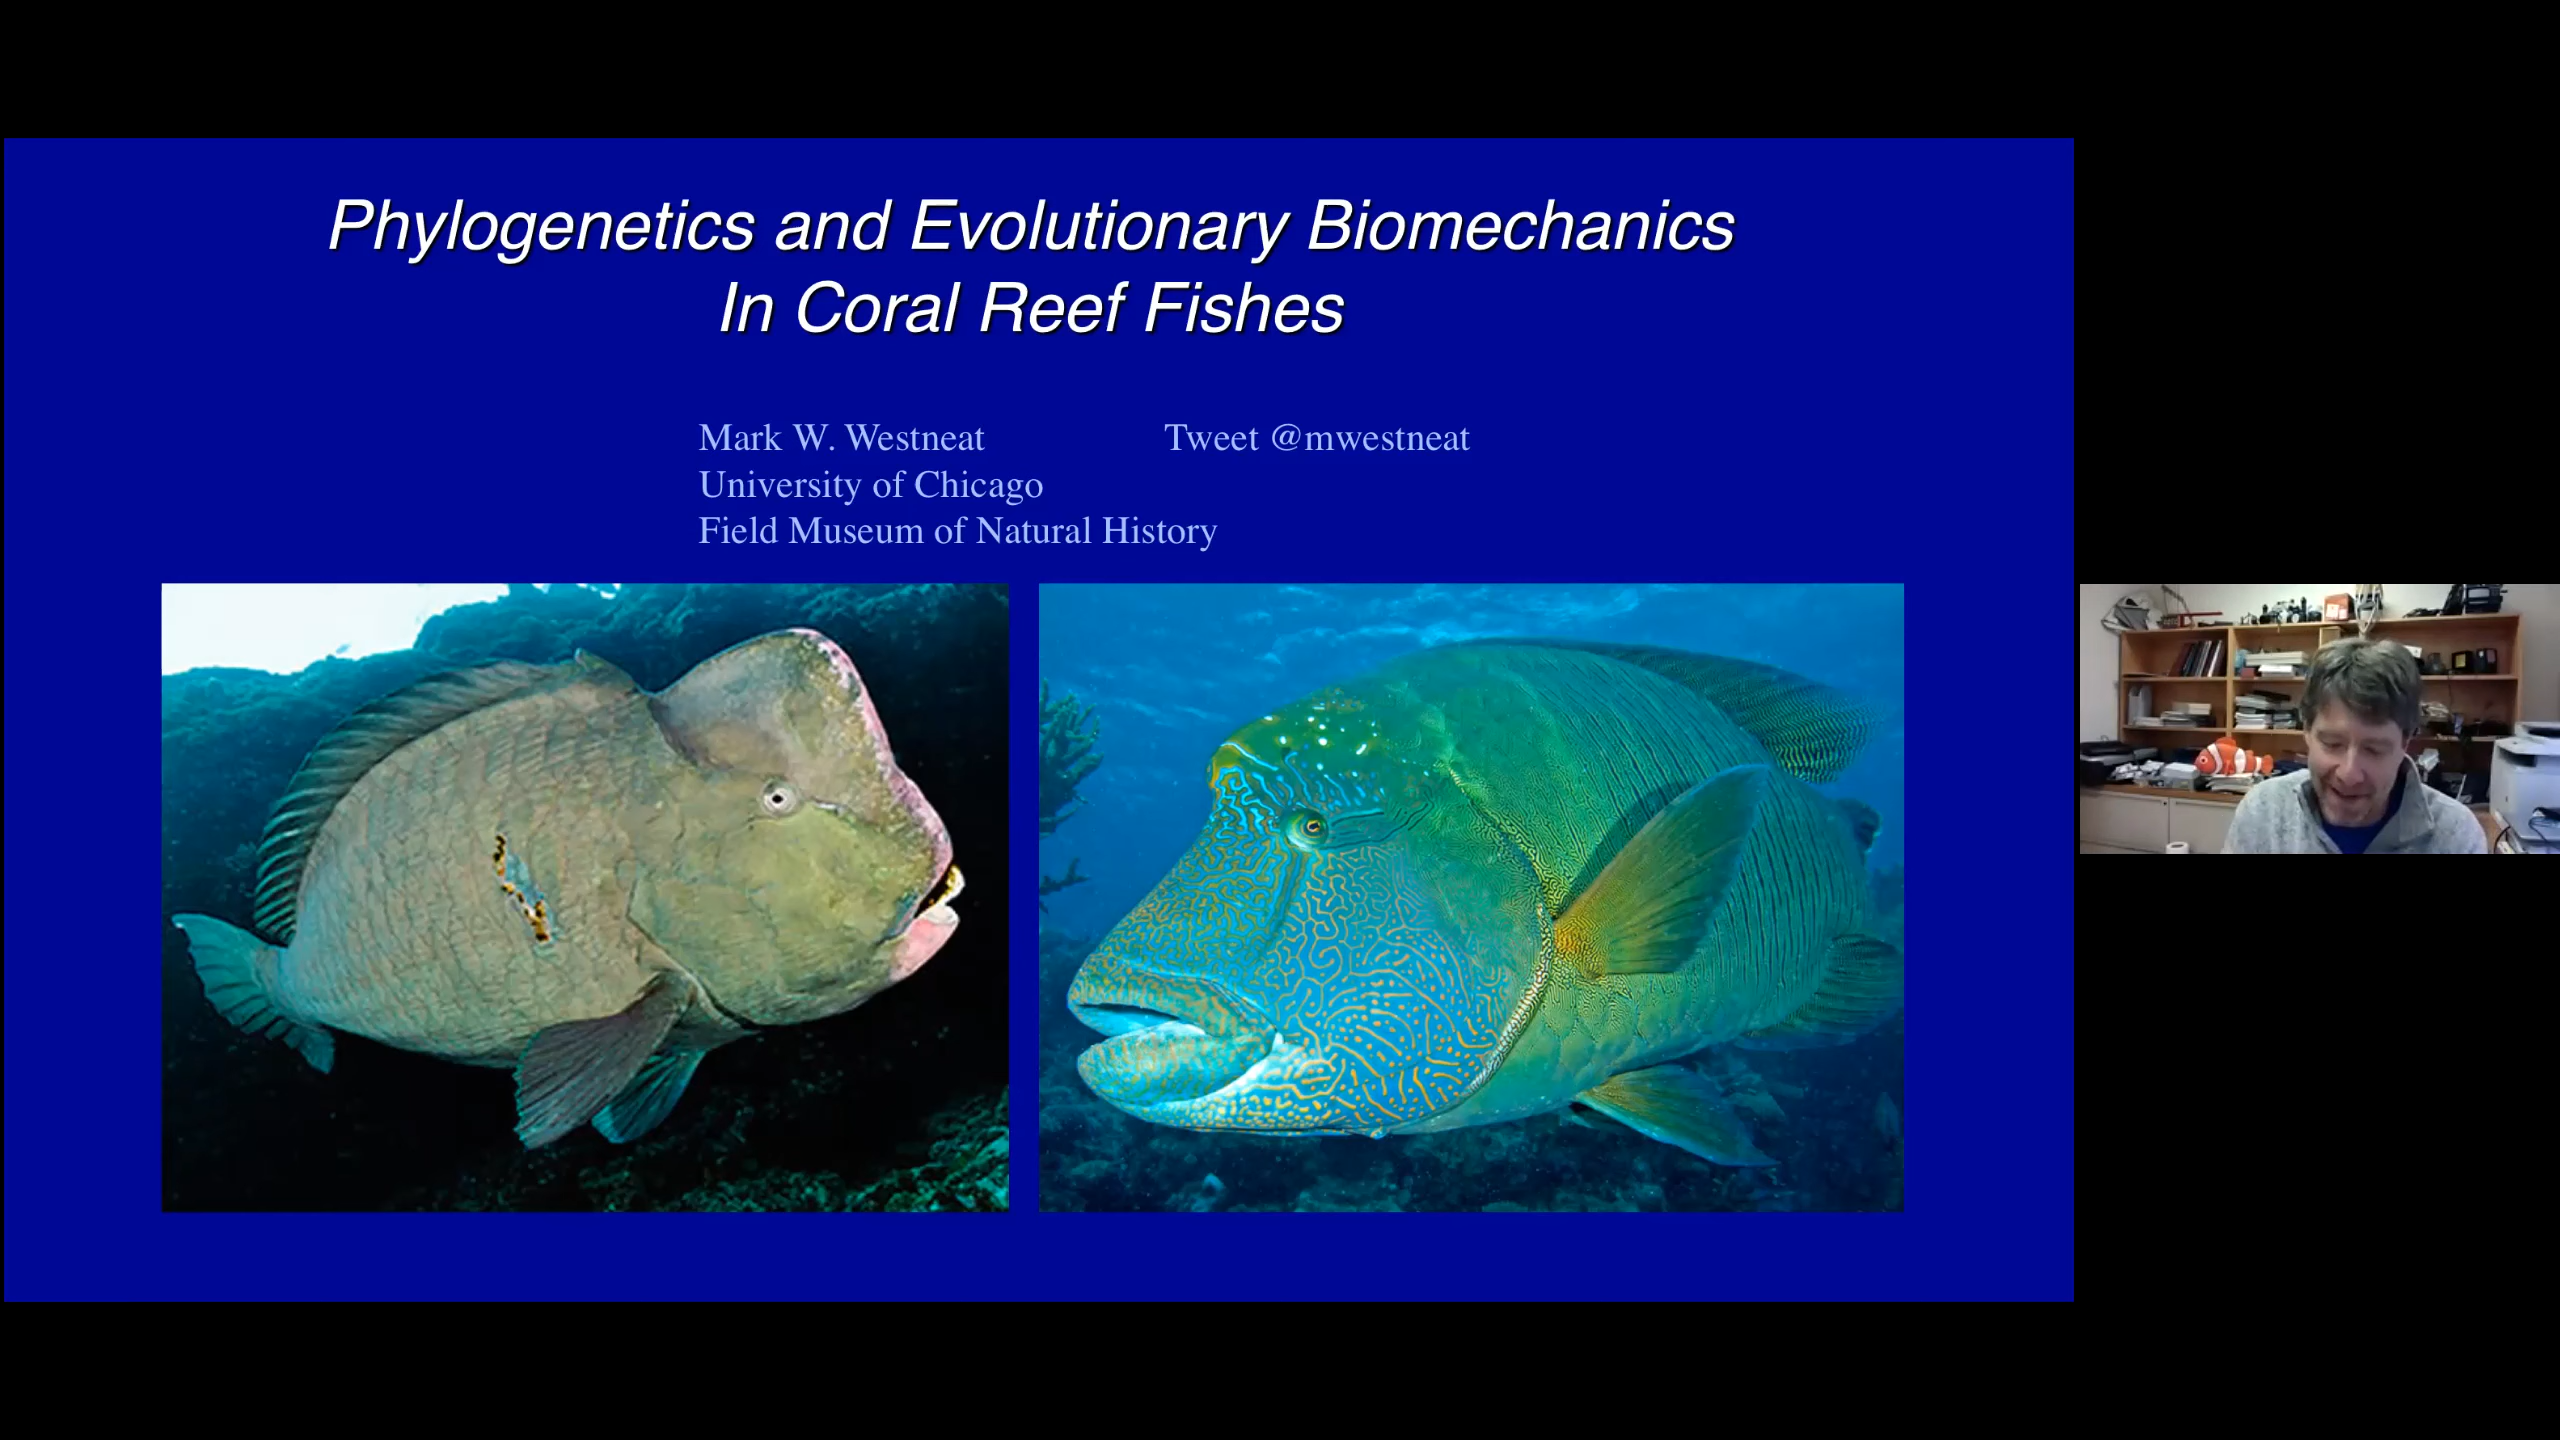 Phylogenetics and Evolutionary Biomechanics
In Coral Reef Fishes
Mark W. Westneat Tweet @mwestneat
University of Chicago
Field Museum of Natural History